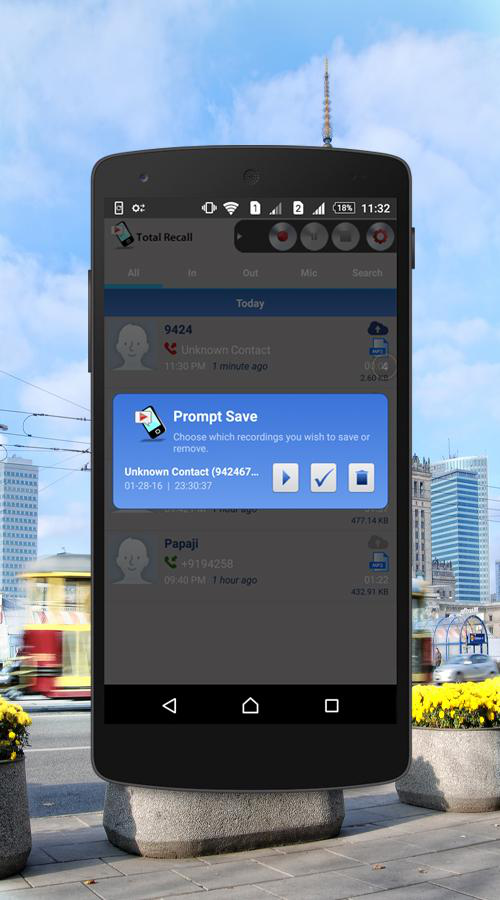 1 2 18% 11:32
Total Recall
All In Out Mic Search
Today
9424
Unknown Contact
MP3
11:30 PM 1 minute ago
2.60 KB
Prompt Save
Choose which recordings you wish to save or
remove.
Unknown Contact (942467...
01-28-16 | 23:30:37
1 hour ago
477.14 KB
Papaji
+9194258
MP3
09:40 PM 1 hour ago 01:22
432.91 KB